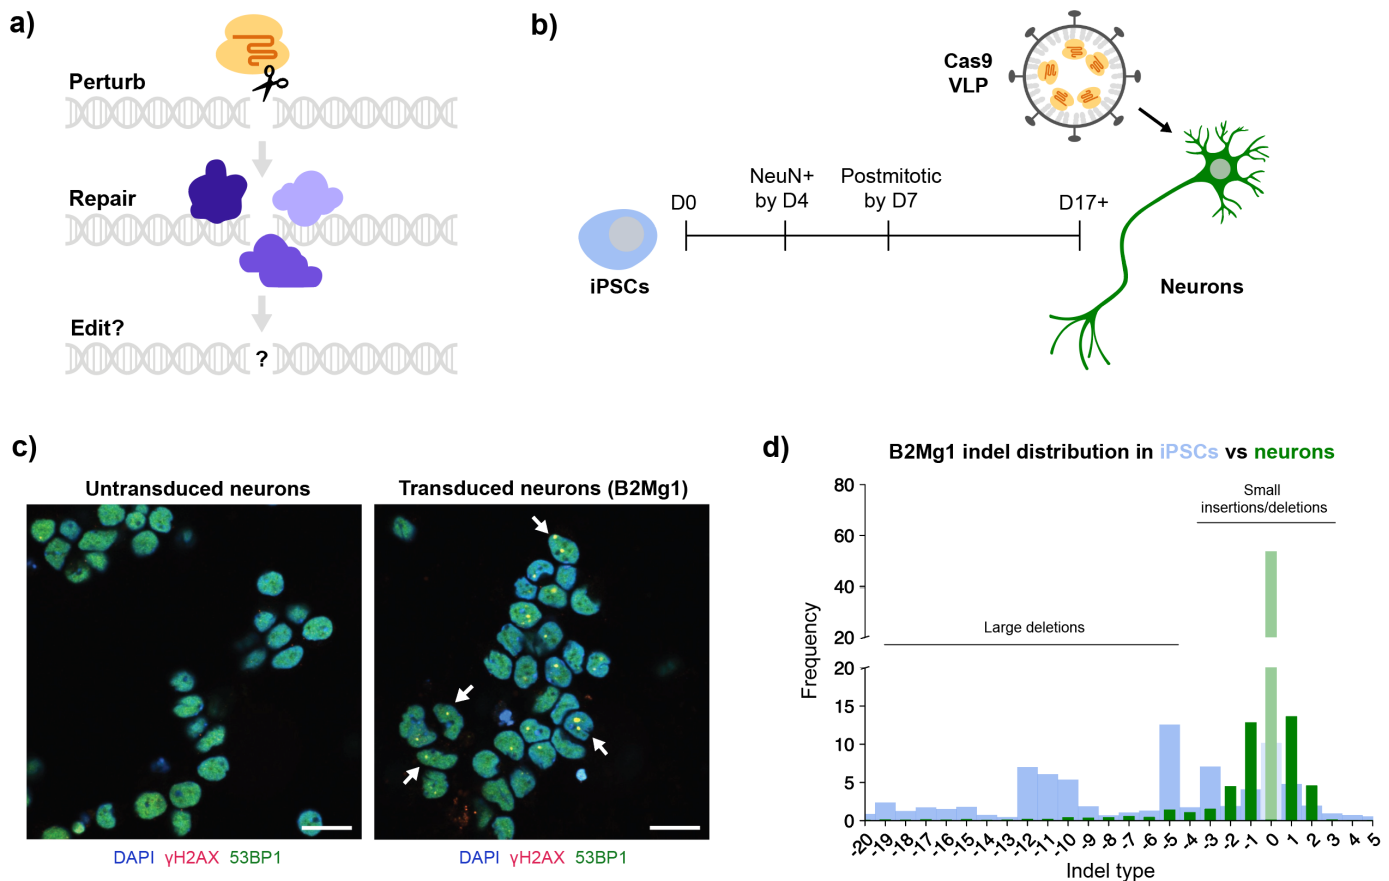 a)
Perturb
Repair
Edit?
?
b)
Cas9
VLP
NeuN+
by D4
Postmitotic
by D7
D0
D17+
iPSCs
Neurons
c)
Untransduced neurons
Transduced neurons (B2Mg1)
DAPI γH2AX 53BP1
DAPI γH2AX 53BP1
d)
B2Mg1 indel distribution in iPSCs vs neurons
Small
insertions/deletions
Large deletions
Frequency
80
60
40
20
20
15
10
5
0
-20 -19 -18 -17 -16 -15 -14 -13 -12 -11 -10 -9 -8 -7 -6 -5 -4 -3 -2 -1 0 1 2 3 4 5
Indel type